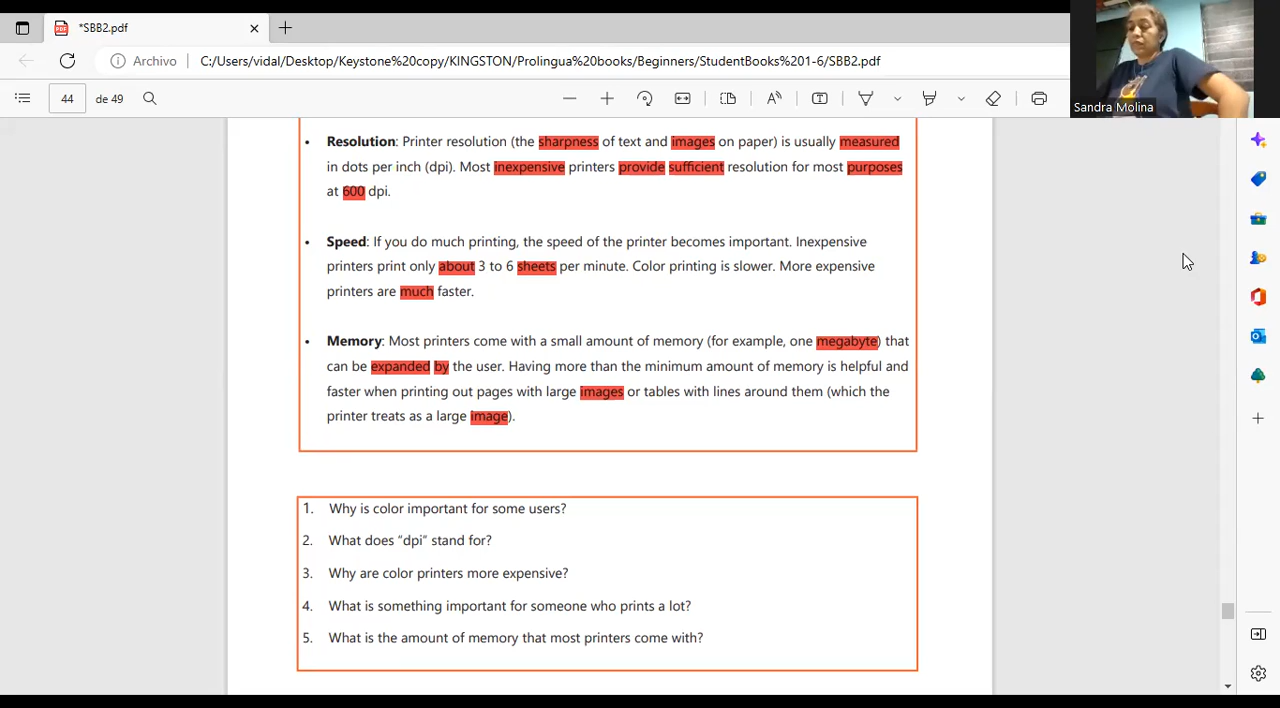 *SBB2.pdf
Archivo
C:/Users/vidal/Desktop/Keystone%20copy/KINGSTON/Prolingua%20books/Beginners/StudentBooks%201-6/SBB2.pdf
44 de 49
Sandra Molina
• Resolution: Printer resolution (the sharpness of text and images on paper) is usually measured
in dots per inch (dpi). Most inexpensive printers provide sufficient resolution for most purposes
at 600 dpi.
• Speed: If you do much printing, the speed of the printer becomes important. Inexpensive
printers print only about 3 to 6 sheets per minute. Color printing is slower. More expensive
printers are much faster.
• Memory: Most printers come with a small amount of memory (for example, one megabyte) that
can be expanded by the user. Having more than the minimum amount of memory is helpful and
faster when printing out pages with large images or tables with lines around them (which the
printer treats as a large image).
1. Why is color important for some users?
2. What does “dpi” stand for?
3. Why are color printers more expensive?
4. What is something important for someone who prints a lot?
5. What is the amount of memory that most printers come with?